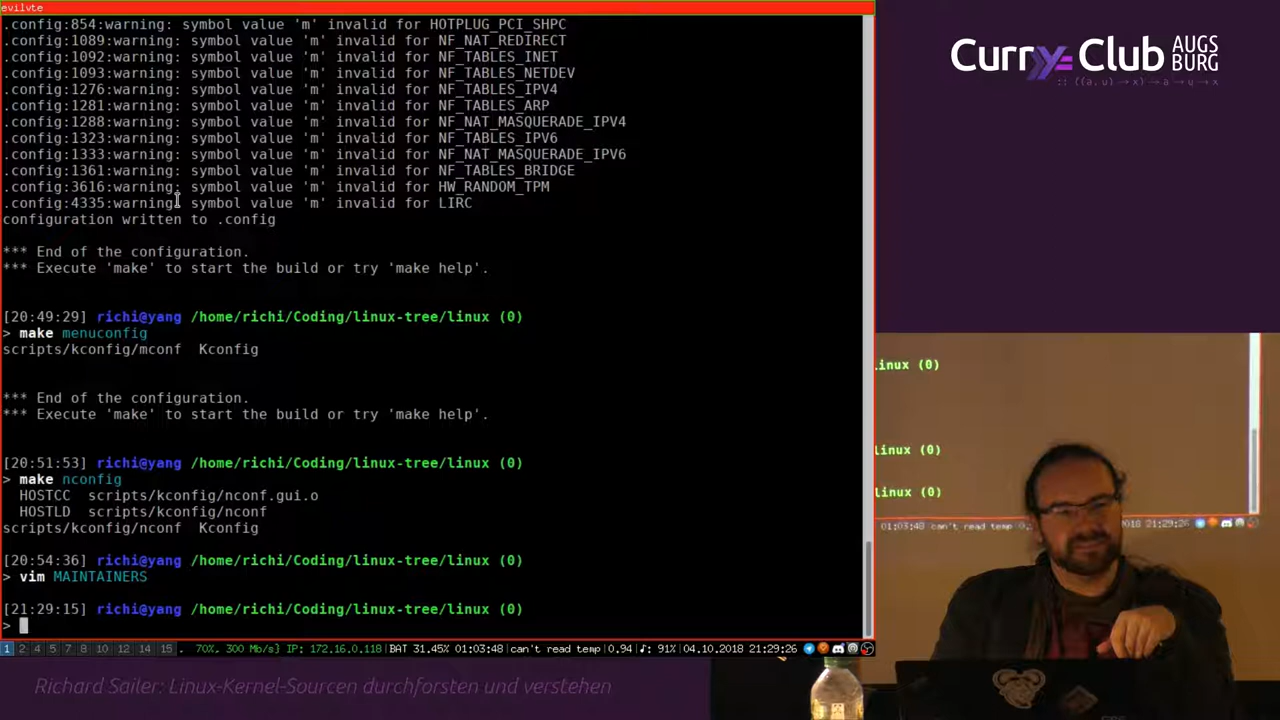 evilvte
.config:854:warning: symbol value 'm' invalid for HOTPLUG_PCI_SHPC
.config:1089:warning: symbol value 'm' invalid for NF_NAT_REDIRECT
.config:1092:warning: symbol value 'm' invalid for NF_TABLES_INET
.config:1093:warning: symbol value 'm' invalid for NF_TABLES_NETDEV
.config:1276:warning: symbol value 'm' invalid for NF_TABLES_IPV4
.config:1281:warning: symbol value 'm' invalid for NF_TABLES_ARP
.config:1288:warning: symbol value 'm' invalid for NF_NAT_MASQUERADE_IPV4
.config:1323:warning: symbol value 'm' invalid for NF_TABLES_IPV6
.config:1333:warning: symbol value 'm' invalid for NF_NAT_MASQUERADE_IPV6
.config:1361:warning: symbol value 'm' invalid for NF_TABLES_BRIDGE
.config:3616:warning: symbol value 'm' invalid for HW_RANDOM_TPM
.config:4335:warning: symbol value 'm' invalid for LIRC
configuration written to .config
*** End of the configuration.
*** Execute 'make' to start the build or try 'make help'.
[20:49:29] richi@yang /home/richi/Coding/linux-tree/linux (0)
> make menuconfig
scripts/kconfig/mconf Kconfig
*** End of the configuration.
*** Execute 'make' to start the build or try 'make help'.
[20:51:53] richi@yang /home/richi/Coding/linux-tree/linux (0)
> make nconfig
HOSTCC scripts/kconfig/nconf.gui.o
HOSTLD scripts/kconfig/nconf
scripts/kconfig/nconf Kconfig
[20:54:36] richi@yang /home/richi/Coding/linux-tree/linux (0)
> vim MAINTAINERS
[21:29:15] richi@yang /home/richi/Coding/linux-tree/linux (0)
>
1 2 4 5 7 8 10 12 14 15 . 70%, 300 Mb/s) IP: 172.16.0.118|BAT 31.45% 01:03:48|can't read temp|0.94|♪: 91%|04.10.2018 21:29:26
Richard Sailer: Linux-Kernel-Sourcen durchforsten und verstehen
Curry Club AUGS
BURG
:: ((a, u) → x) → a → u → x
linux (0)
linux (0)
linux (0)
01:03:48 can't read temp 2018 21:29:26